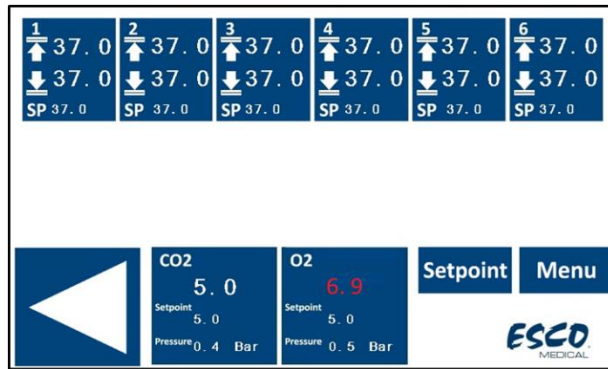 1 2 3 4 5 6
37.0 37.0 37.0 37.0 37.0 37.0
37.0 37.0 37.0 37.0 37.0 37.0
SP 37.0 SP 37.0 SP 37.0 SP 37.0 SP 37.0 SP 37.0
CO2
5.0
Setpoint
5.0
Pressure 0.4 Bar
O2
6.9
Setpoint
5.0
Pressure 0.5 Bar
Setpoint
Menu
ESCO
MEDICAL